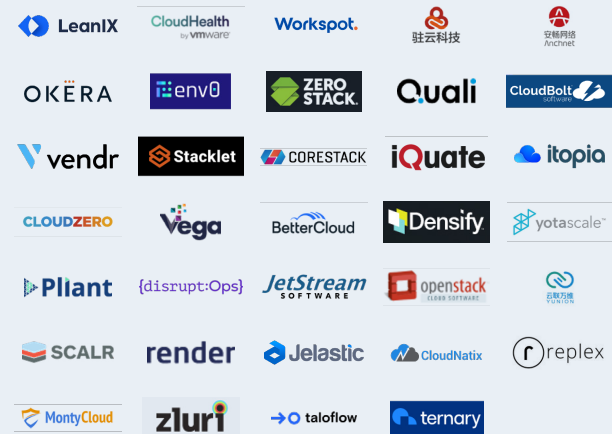 LeanIX
CloudHealth
by vmware®
Workspot.
驻云科技
安畅网络
Anchnet
OKËRA
env0
ZERO
STACK.
Quali
CloudBolt
software
vendr
Stacklet
CORESTACK
iQuate
itopia
CLOUDZERO
Vega
BetterCloud
Densify
yotascale™
Pliant
{disrupt:Ops}
JetStream
SOFTWARE
openstack
CLOUD SOFTWARE
云联万维
YUNION
SCALR
render
Jelastic
CloudNatix
r
replex
MontyCloud
zluri
taloflow
ternary